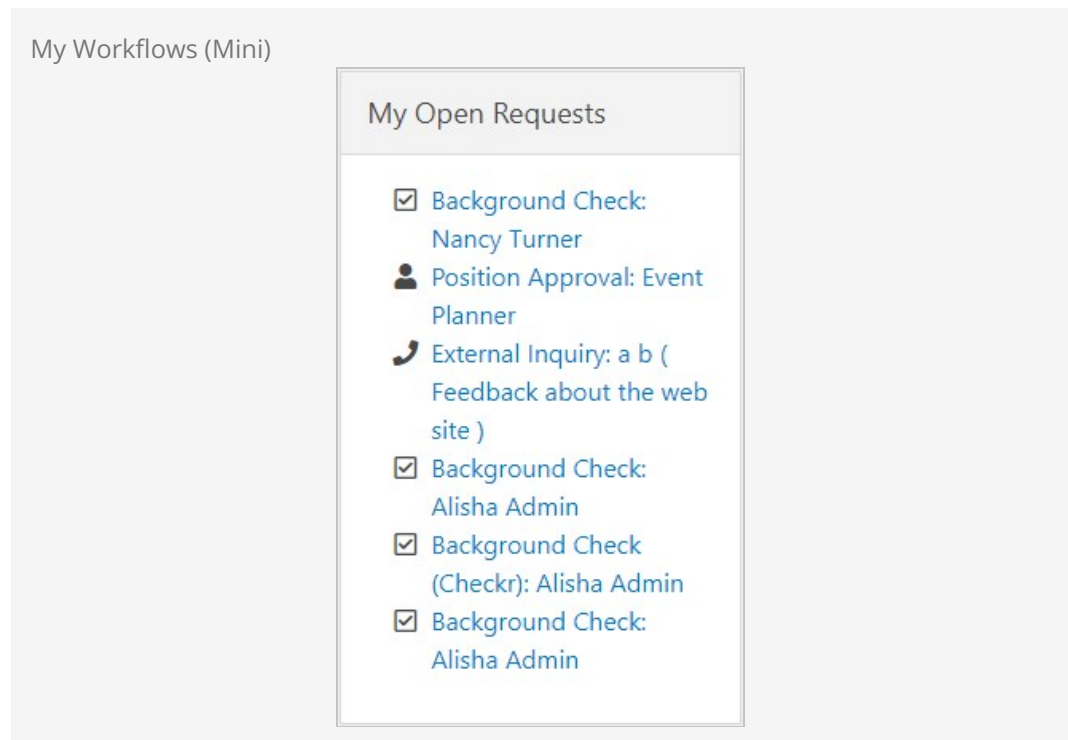 My Workflows (Mini)
My Open Requests
Background Check:
Nancy Turner
Position Approval: Event
Planner
External Inquiry: a b (
Feedback about the web
site )
Background Check:
Alisha Admin
Background Check
(Checkr): Alisha Admin
Background Check:
Alisha Admin